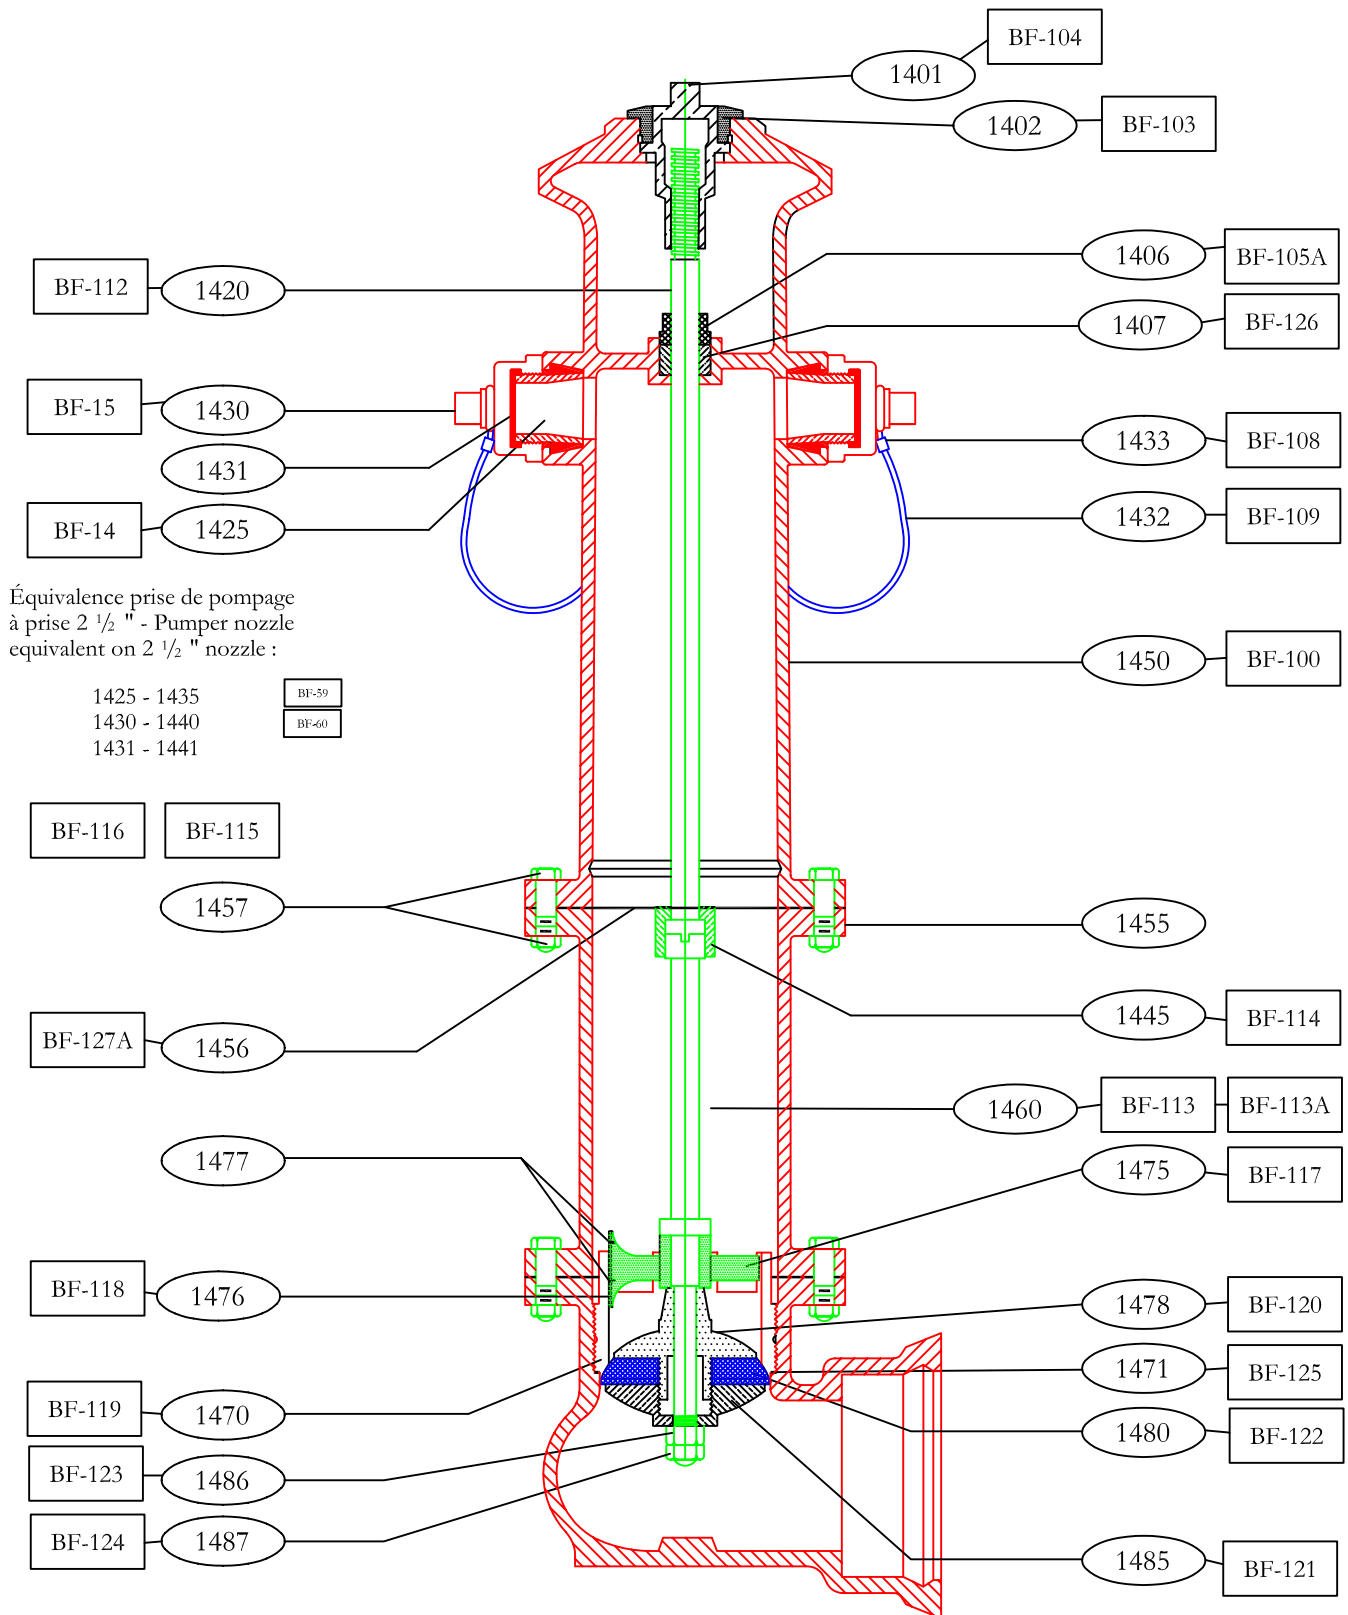 BF-104
1401
1402
BF-103
1406
BF-105A
BF-112
1420
1407
BF-126
BF-15
1430
1431
1433
BF-108
BF-14
1425
1432
BF-109
Équivalence prise de pompage
à prise 2 ½ " - Pumper nozzle
equivalent on 2 ½ " nozzle :
1425 - 1435
BF-59
1430 - 1440
BF-60
1431 - 1441
1450
BF-100
BF-116
BF-115
1457
1455
BF-127A
1456
1445
BF-114
1460
BF-113
BF-113A
1477
1475
BF-117
BF-118
1476
1478
BF-120
1471
BF-125
BF-119
1470
1480
BF-122
BF-123
1486
BF-124
1487
1485
BF-121